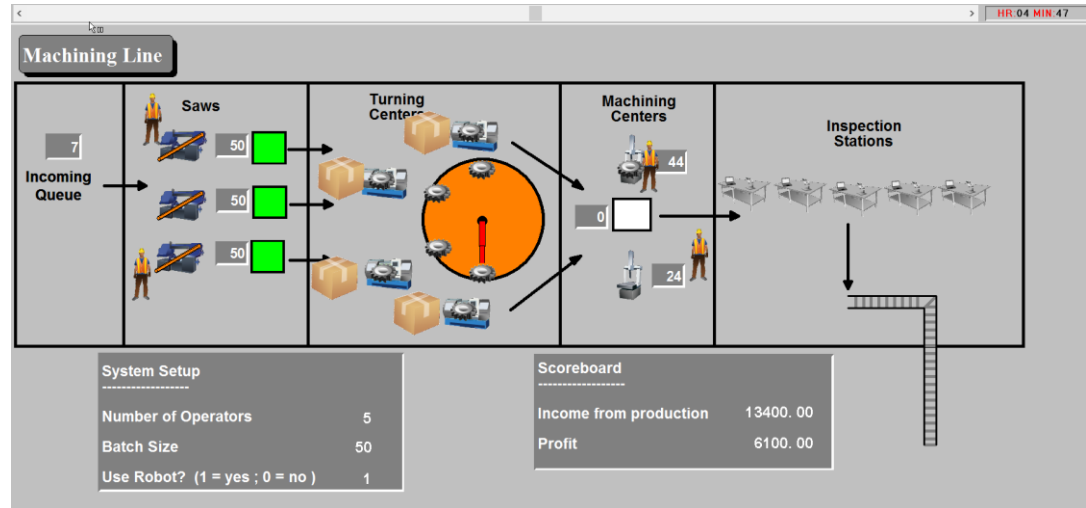 HR:04 MIN:47
Machining Line
7
Incoming
Queue
Saws
50
50
50
Turning
Centers
Machining
Centers
44
0
24
Inspection
Stations
System Setup
------------------
Number of Operators 5
Batch Size 50
Use Robot? (1 = yes ; 0 = no ) 1
Scoreboard
------------------
Income from production 13400. 00
Profit 6100. 00